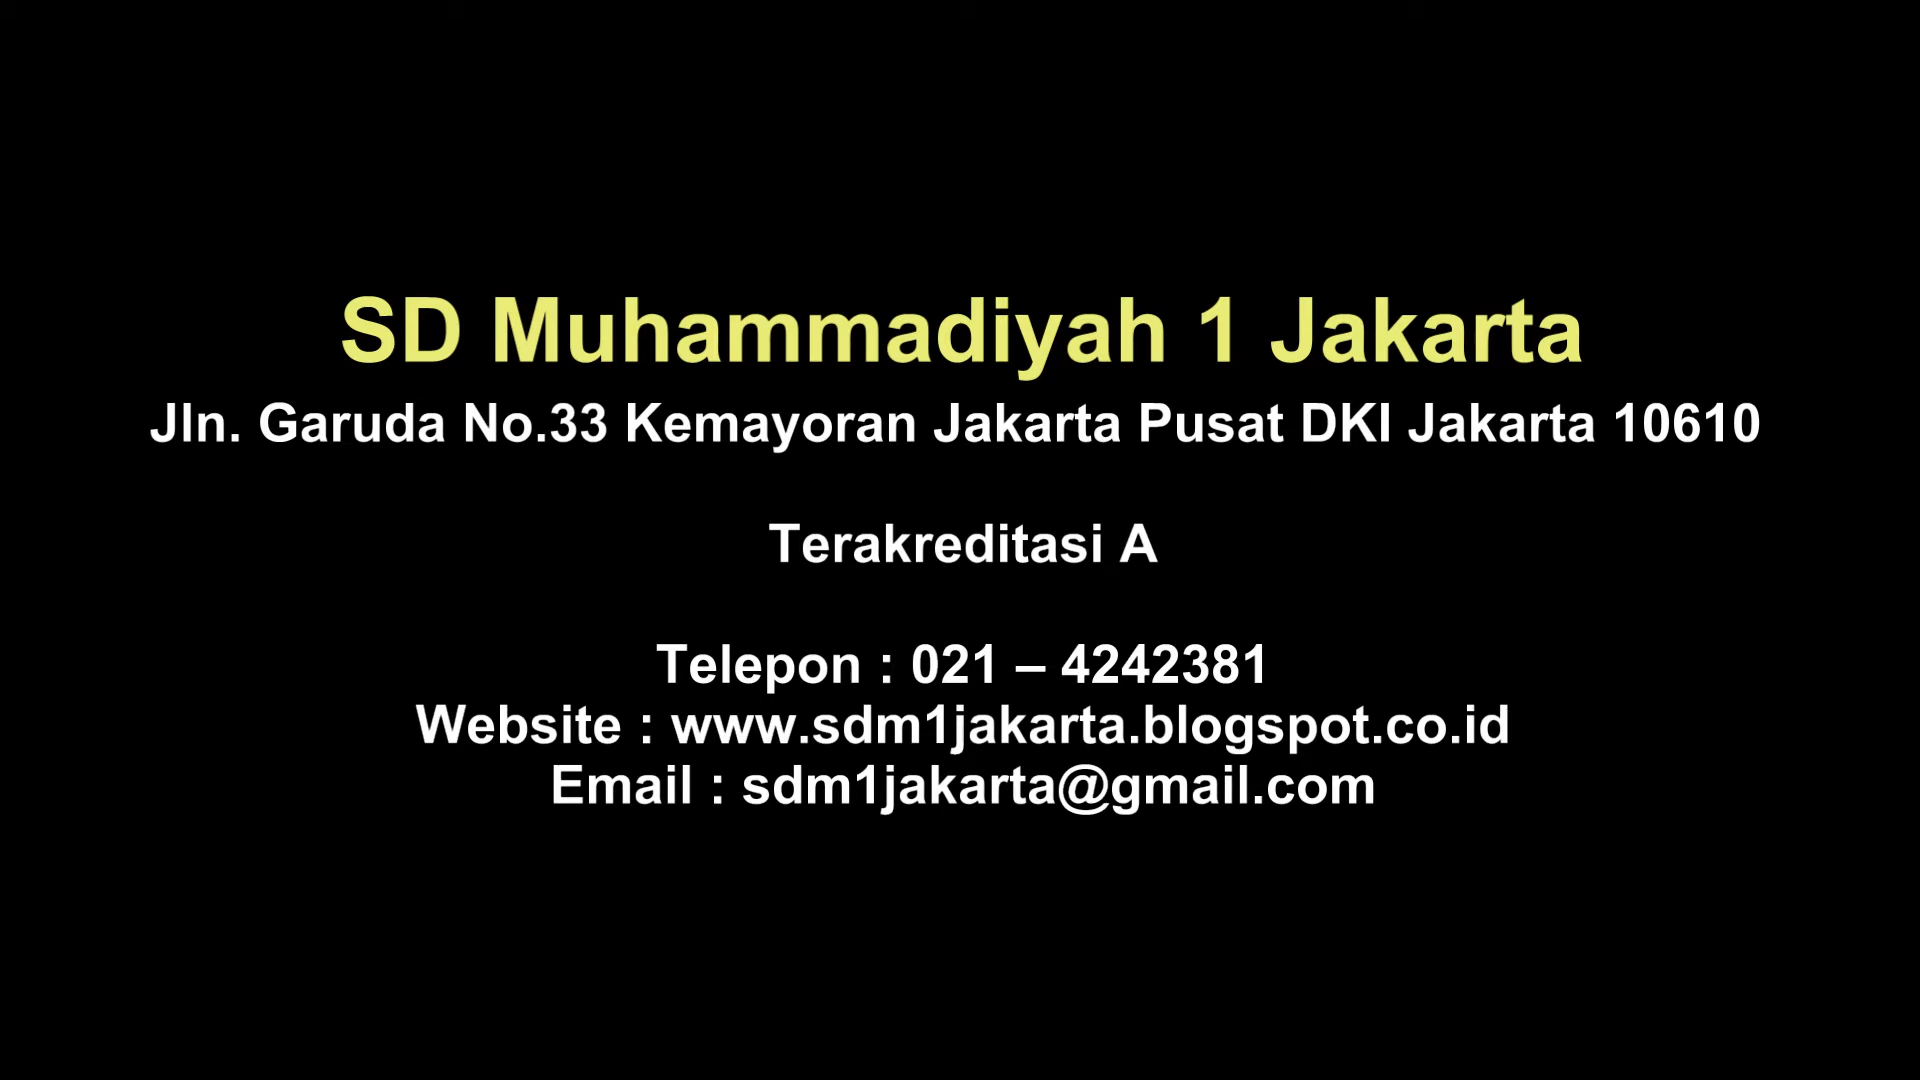 SD Muhammadiyah 1 Jakarta
Jln. Garuda No.33 Kemayoran Jakarta Pusat DKI Jakarta 10610
Terakreditasi A
Telepon : 021 – 4242381
Website : www.sdm1jakarta.blogspot.co.id
Email : sdm1jakarta@gmail.com